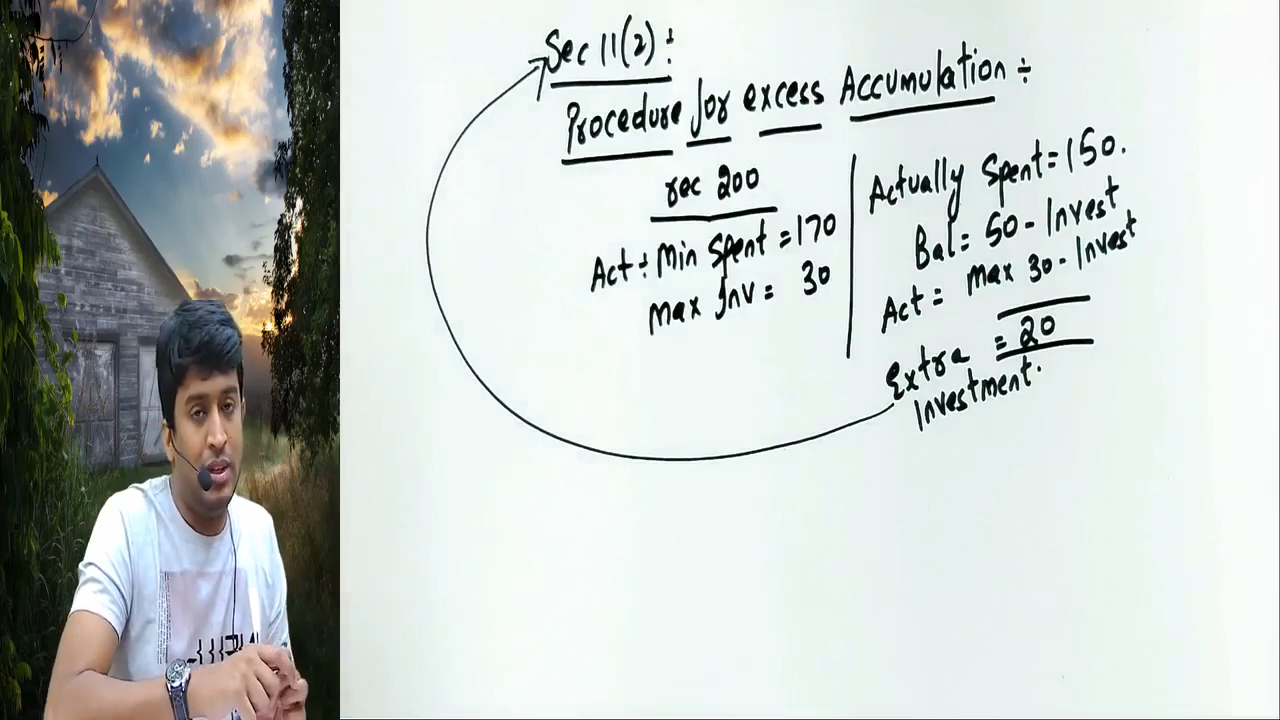 Sec 11(2) :
Procedure for excess Accumulation ÷
rec 200
Act ÷ Min Spent = 170
max Inv = 30
Actually Spent = 150.
Bal = 50 - Invest
Act = max 30 - Invest
Extra = 20
Investment.